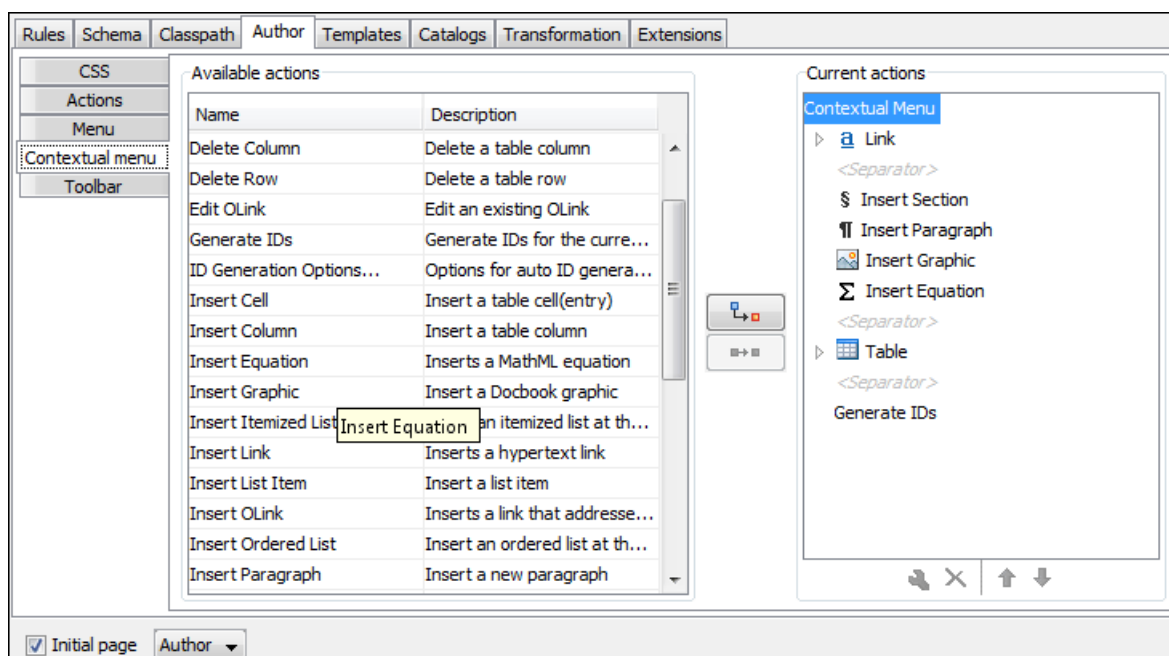 Rules Schema Classpath Author Templates Catalogs Transformation Extensions
CSS
Actions
Menu
Contextual menu
Toolbar
Available actions
Name Description
Delete Column Delete a table column
Delete Row Delete a table row
Edit OLink Edit an existing OLink
Generate IDs Generate IDs for the curre...
ID Generation Options... Options for auto ID genera...
Insert Cell Insert a table cell(entry)
Insert Column Insert a table column
Insert Equation Inserts a MathML equation
Insert Graphic Insert a Docbook graphic
Insert Itemized List an itemized list at th...
Insert Equation
Insert Link Inserts a hypertext link
Insert List Item Insert a list item
Insert OLink Inserts a link that addresse...
Insert Ordered List Insert an ordered list at th...
Insert Paragraph Insert a new paragraph
Current actions
Contextual Menu
a Link
<Separator>
§ Insert Section
¶ Insert Paragraph
Insert Graphic
Σ Insert Equation
<Separator>
Table
<Separator>
Generate IDs
Initial page Author